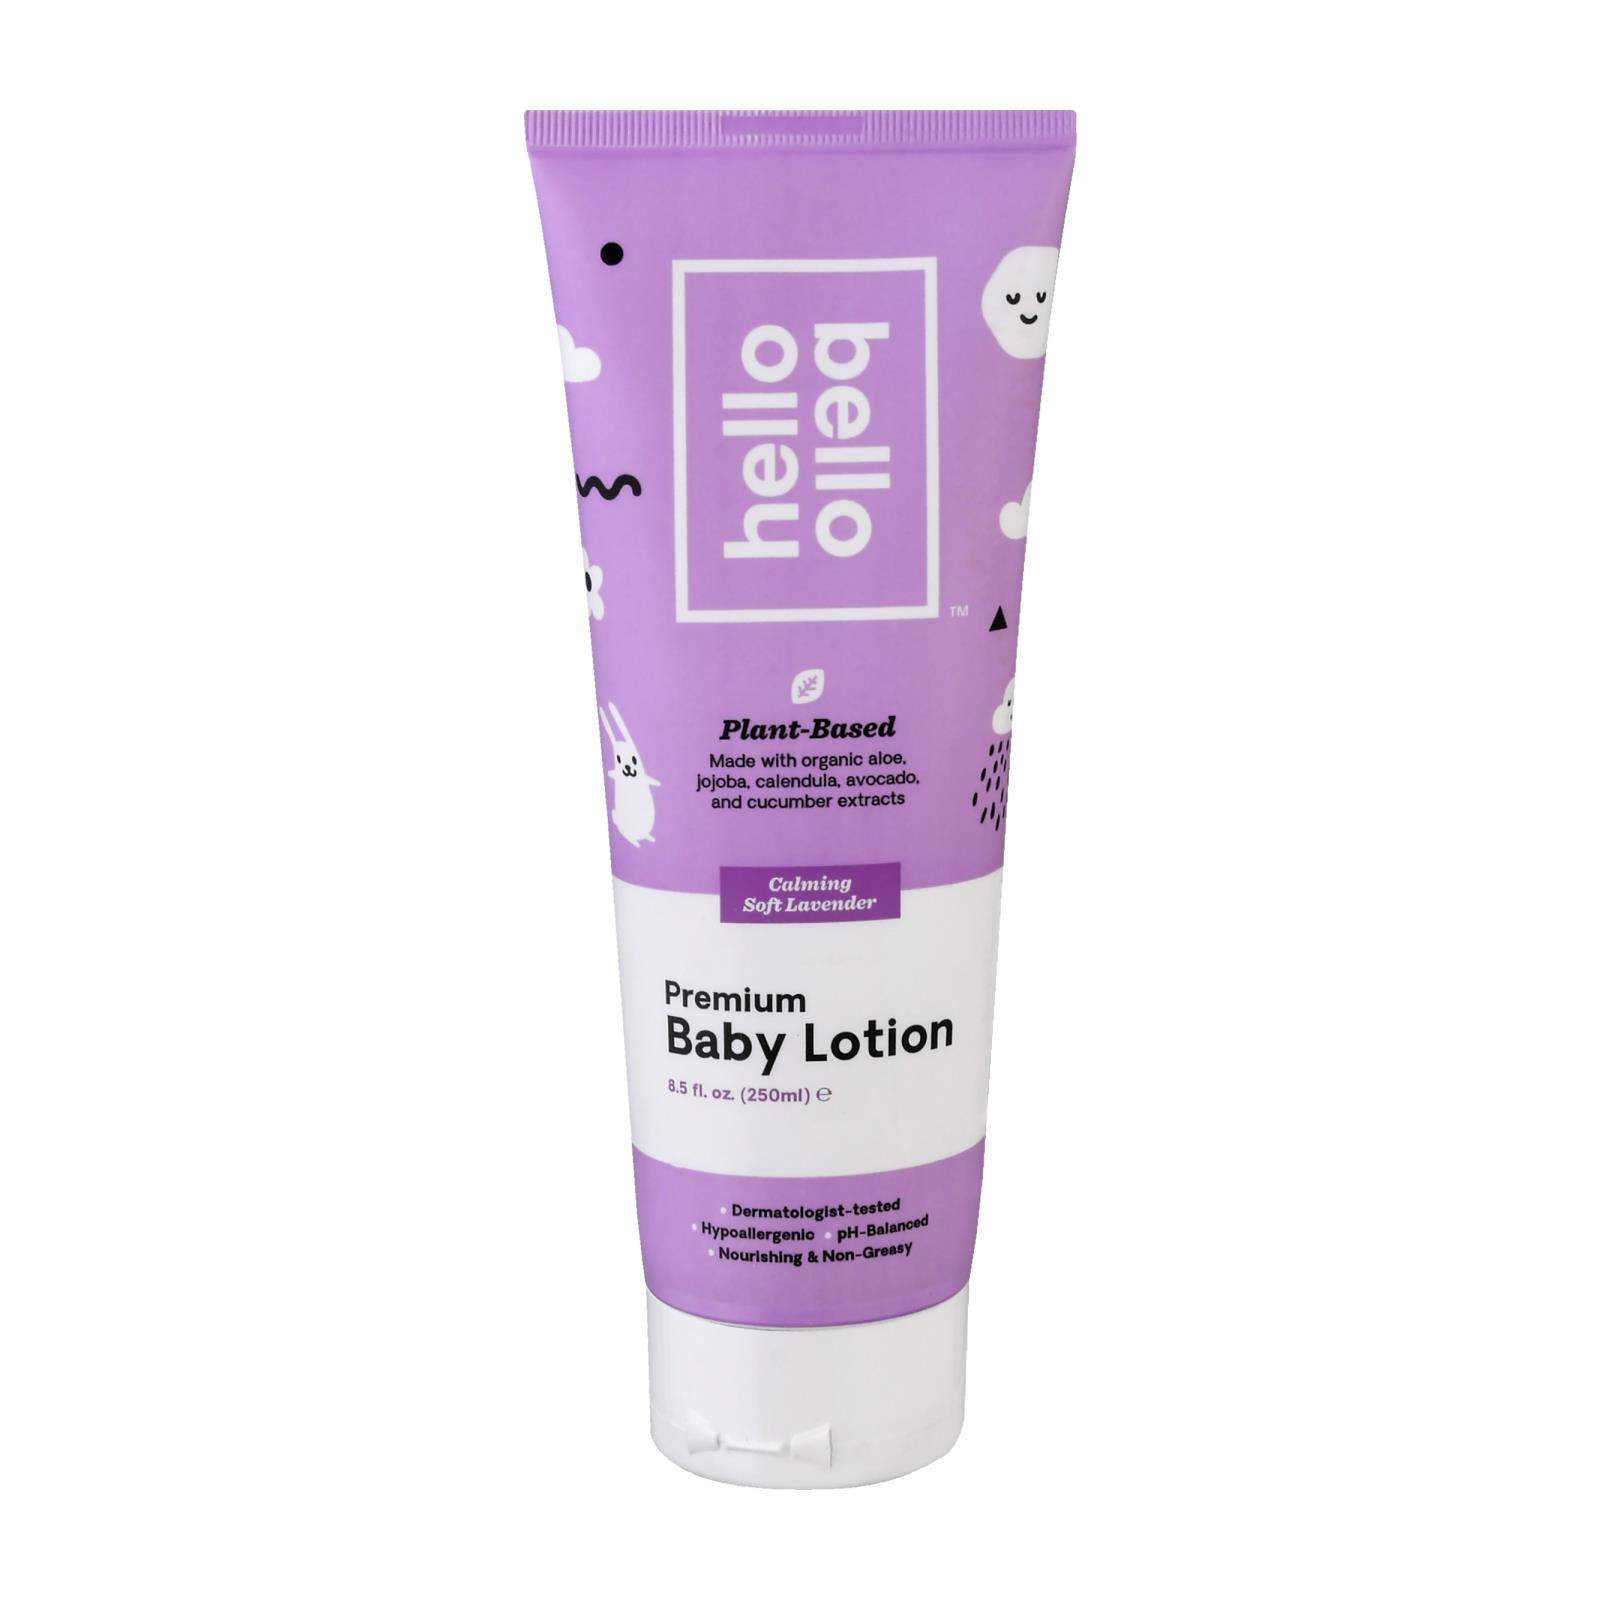 hello
bello
TM
Plant-Based
Made with organic aloe,
jojoba, calendula, avocado,
and cucumber extracts
Calming
Soft Lavender
Premium
Baby Lotion
8.5 fl. oz. (250ml) ℮
• Dermatologist-tested
• Hypoallergenic • pH-Balanced
• Nourishing & Non-Greasy